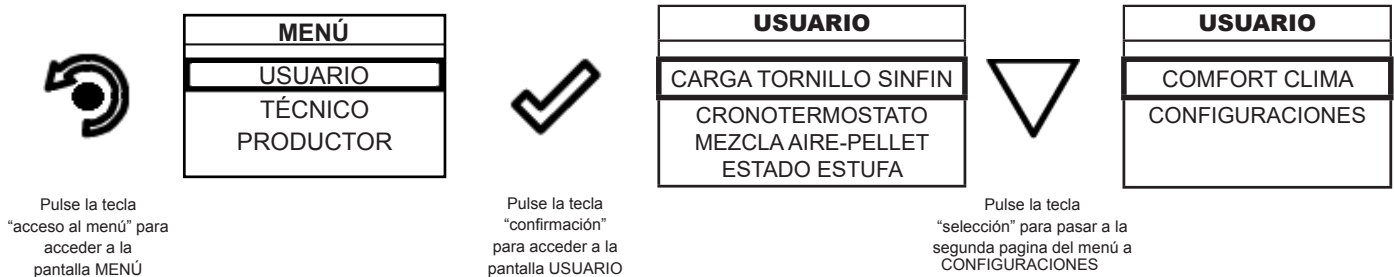 MENÚ
USUARIO
TÉCNICO
PRODUCTOR
USUARIO
CARGA TORNILLO SINFIN
CRONOTERMOSTATO
MEZCLA AIRE-PELLET
ESTADO ESTUFA
USUARIO
COMFORT CLIMA
CONFIGURACIONES
Pulse la tecla
“acceso al menú” para
acceder a la
pantalla MENÚ
Pulse la tecla
“confirmación”
para acceder a la
pantalla USUARIO
Pulse la tecla
“selección” para pasar a la
segunda pagina del menú a
CONFIGURACIONES